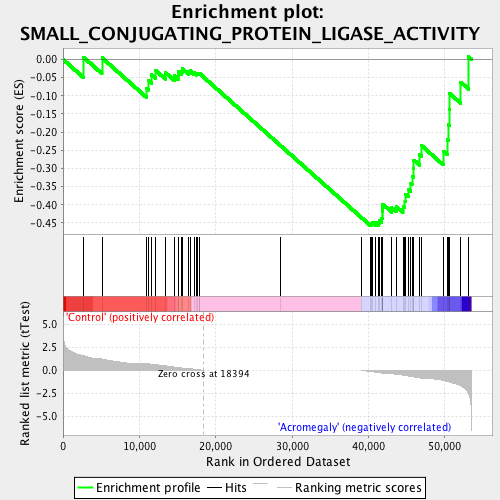 Enrichment plot:
SMALL_CONJUGATING_PROTEIN_LIGASE_ACTIVITY
Enrichment score (ES)
0.00
-0.05
-0.10
-0.15
-0.20
-0.25
-0.30
-0.35
-0.40
-0.45
'Control' (positively correlated)
Ranked list metric (tTest)
5.0
2.5
0.0
-2.5
-5.0
Zero cross at 18394
'Acromegaly' (negatively correlated)
0
10,000
20,000
30,000
40,000
50,000
Rank in Ordered Dataset
Enrichment profile
Hits
Ranking metric scores